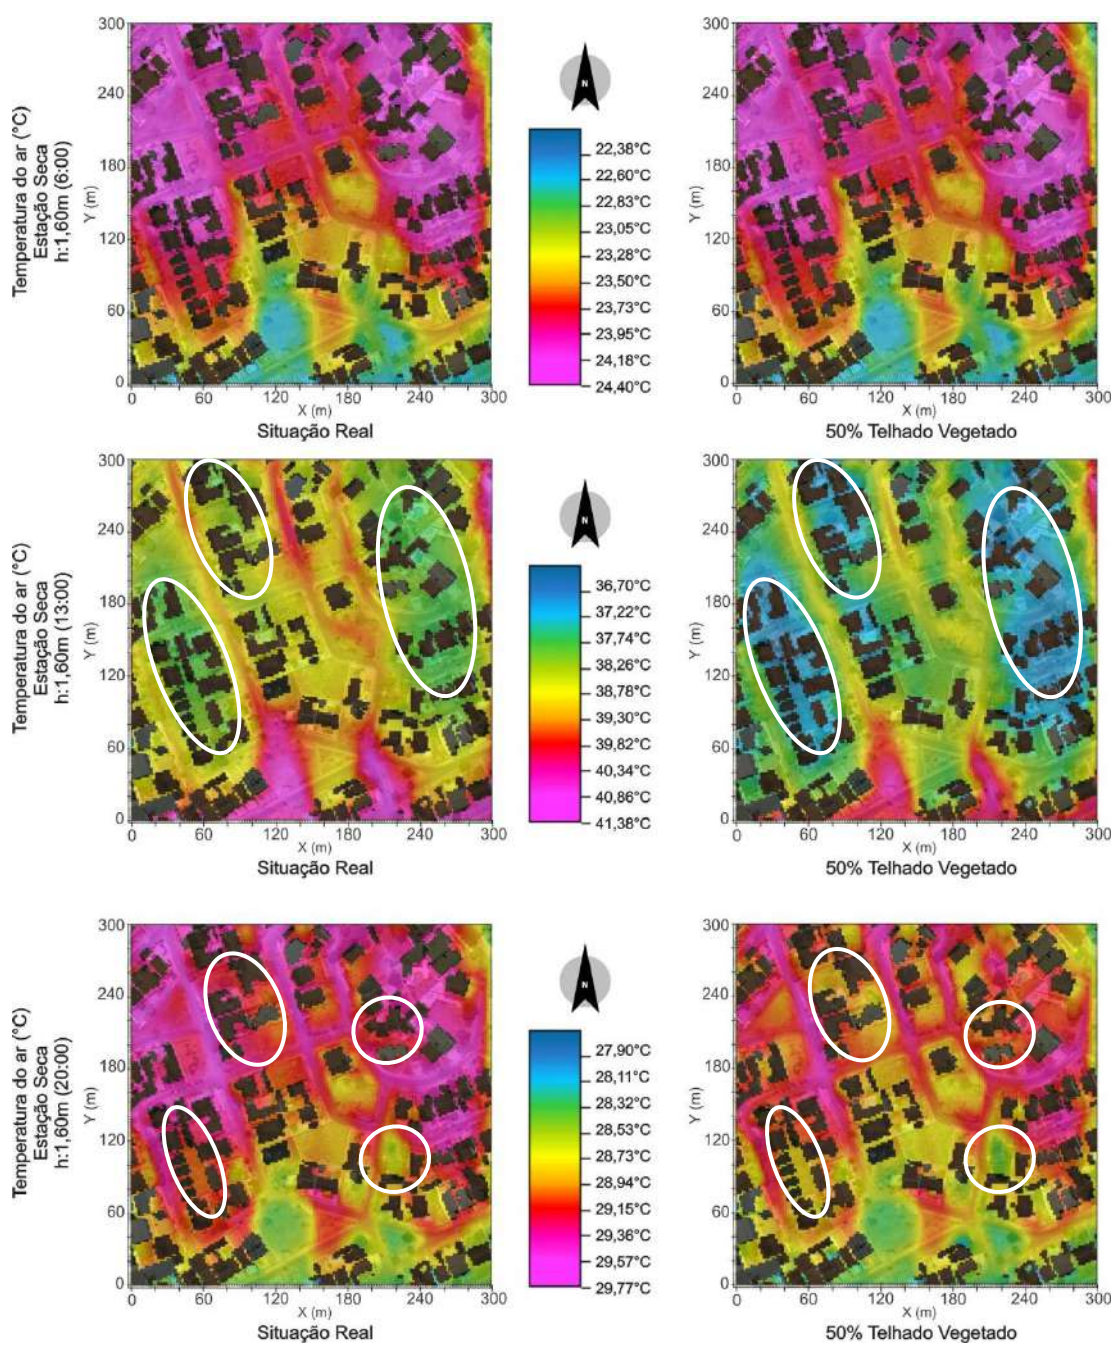 Temperatura do ar (°C)
Estação Seca
h:1,60m (6:00)
Y (m)
300
240
180
120
60
0
0 60 120 180 240 300
X (m)
Situação Real
N
22,38°C
22,60°C
22,83°C
23,05°C
23,28°C
23,50°C
23,73°C
23,95°C
24,18°C
24,40°C
Y (m)
300
240
180
120
60
0
0 60 120 180 240 300
X (m)
50% Telhado Vegetado
Temperatura do ar (°C)
Estação Seca
h:1,60m (13:00)
Y (m)
300
240
180
120
60
0
0 60 120 180 240 300
X (m)
Situação Real
N
36,70°C
37,22°C
37,74°C
38,26°C
38,78°C
39,30°C
39,82°C
40,34°C
40,86°C
41,38°C
Y (m)
300
240
180
120
60
0
0 60 120 180 240 300
X (m)
50% Telhado Vegetado
Temperatura do ar (°C)
Estação Seca
h:1,60m (20:00)
Y (m)
300
240
180
120
60
0
0 60 120 180 240 300
X (m)
Situação Real
N
27,90°C
28,11°C
28,32°C
28,53°C
28,73°C
28,94°C
29,15°C
29,36°C
29,57°C
29,77°C
Y (m)
300
240
180
120
60
0
0 60 120 180 240 300
X (m)
50% Telhado Vegetado